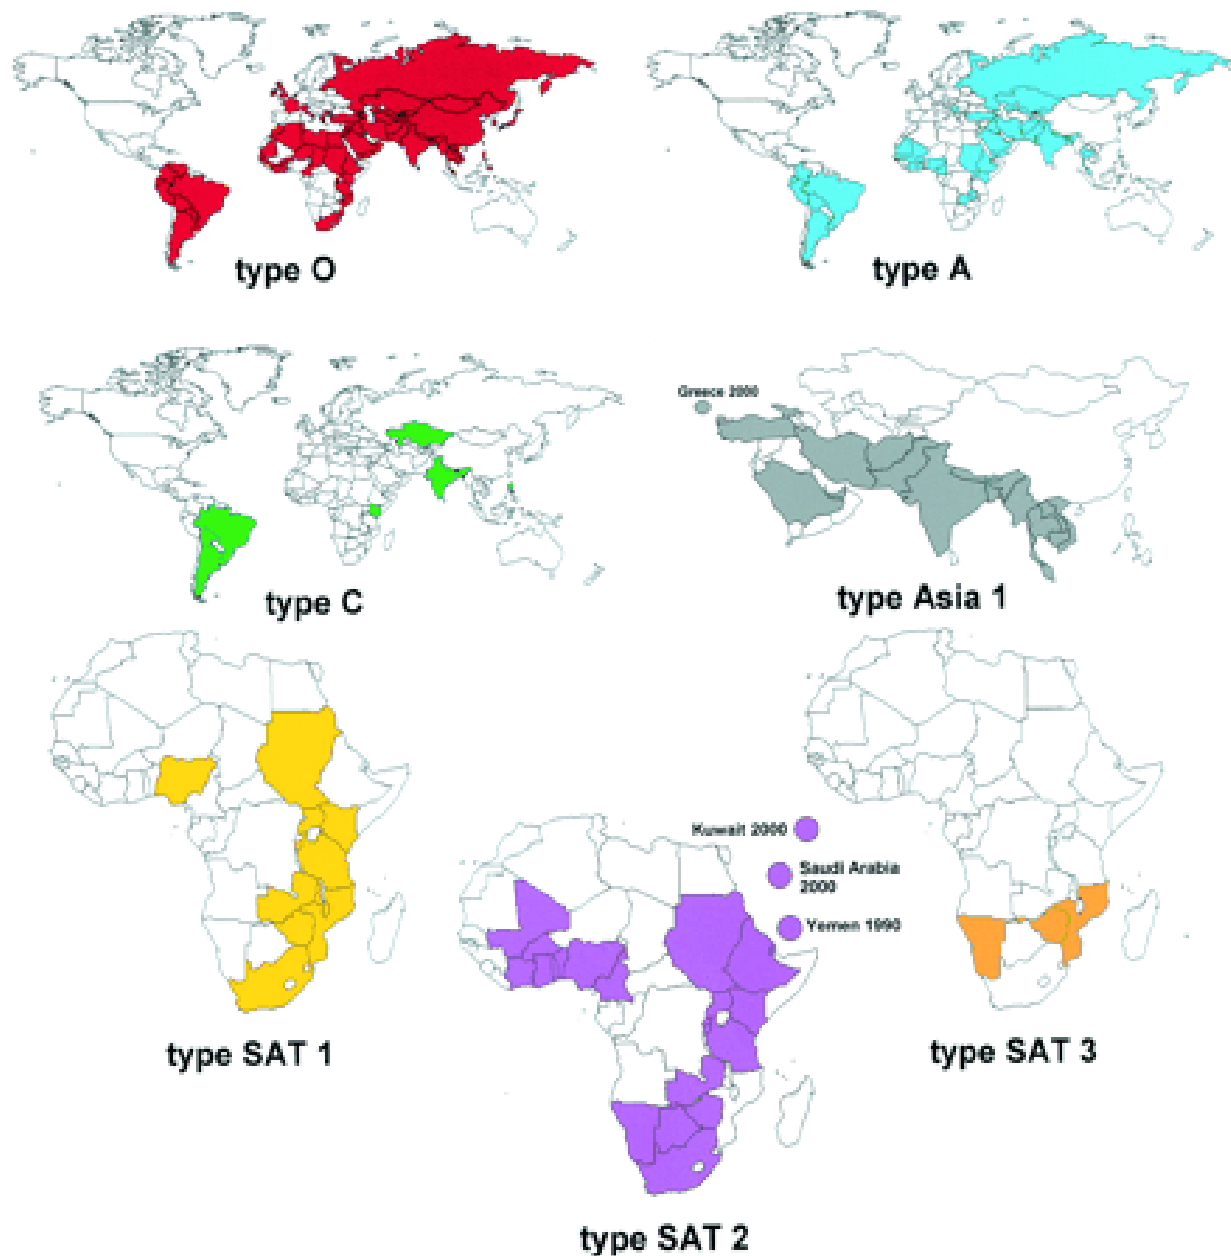 type O
type A
Greece 2000
type C
type Asia 1
Kuwait 2000
Saudi Arabia
2000
Yemen 1990
type SAT 1
type SAT 3
type SAT 2